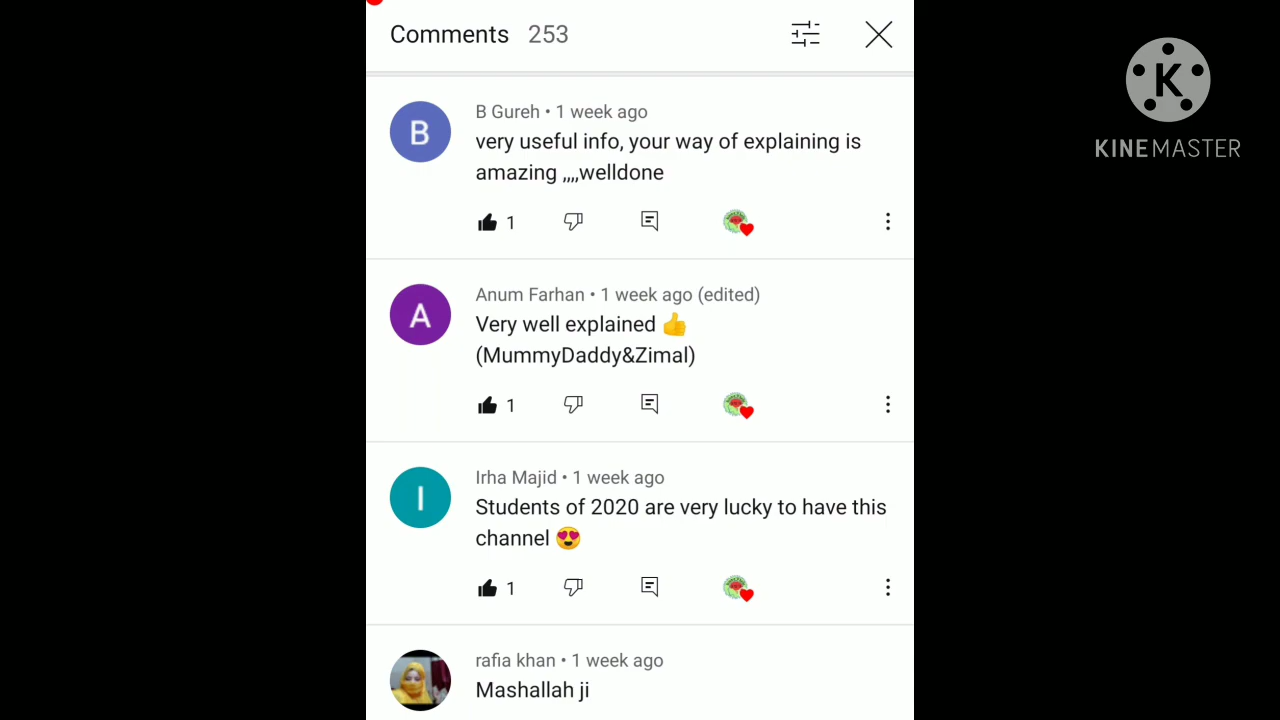 Comments 253
KINEMASTER
B Gureh • 1 week ago
very useful info, your way of explaining is
amazing ,,,,welldone
1
Anum Farhan • 1 week ago (edited)
Very well explained 👍
(MummyDaddy&Zimal)
1
Irha Majid • 1 week ago
Students of 2020 are very lucky to have this
channel 😍
1
rafia khan • 1 week ago
Mashallah ji